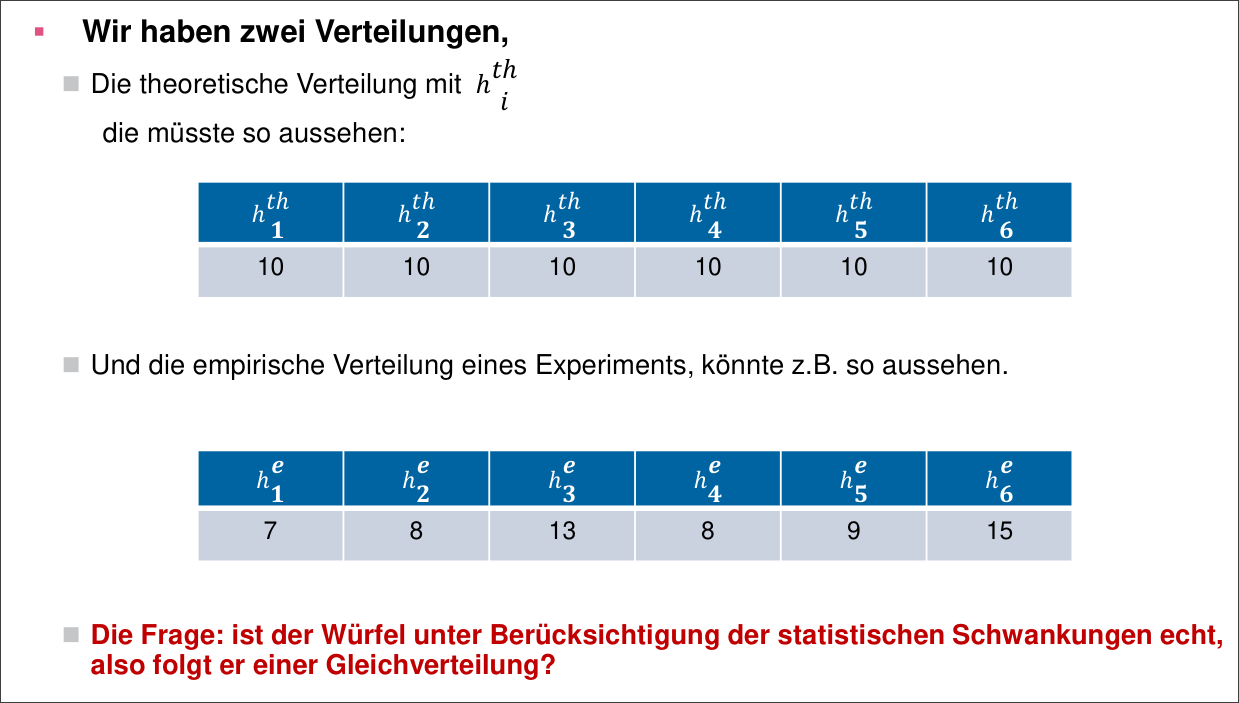 ▪ Wir haben zwei Verteilungen,
■ Die theoretische Verteilung mit h_i^th
die müsste so aussehen:
h_1^th h_2^th h_3^th h_4^th h_5^th h_6^th
10 10 10 10 10 10
■ Und die empirische Verteilung eines Experiments, könnte z.B. so aussehen.
h_1^e h_2^e h_3^e h_4^e h_5^e h_6^e
7 8 13 8 9 15
■ Die Frage: ist der Würfel unter Berücksichtigung der statistischen Schwankungen echt,
also folgt er einer Gleichverteilung?